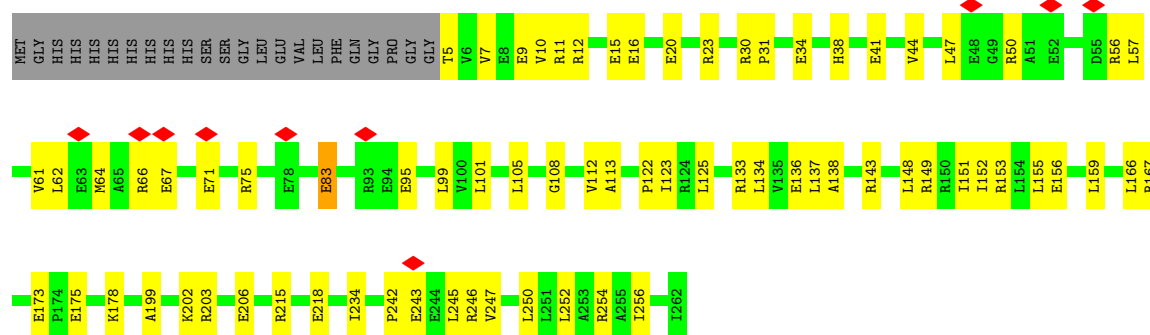 MET GLY HIS HIS HIS HIS HIS HIS HIS HIS HIS HIS SER SER GLY LEU GLU VAL LEU PHE GLN GLY PRO GLY GLY T5 V6 V7 E8 E9 V10 R11 R12 E15 E16 E20 R23 R30 P31 E34 H38 E41 V44 L47 E48 G49 R50 A51 E52 D55 R56 L57
V61 L62 E63 M64 A65 R66 E67 E71 R75 E78 E83 R93 E94 E95 L99 V100 L101 L105 G108 V112 A113 P122 I123 R124 L125 R133 L134 V135 E136 L137 A138 R143 L148 R149 R150 I151 I152 R153 L154 L155 E156 L159 L166 R167
E173 P174 E175 K178 A199 K202 R203 E206 R215 E218 I234 P242 E243 E244 L245 R246 V247 L250 L251 L252 A253 R254 A255 I256 I262